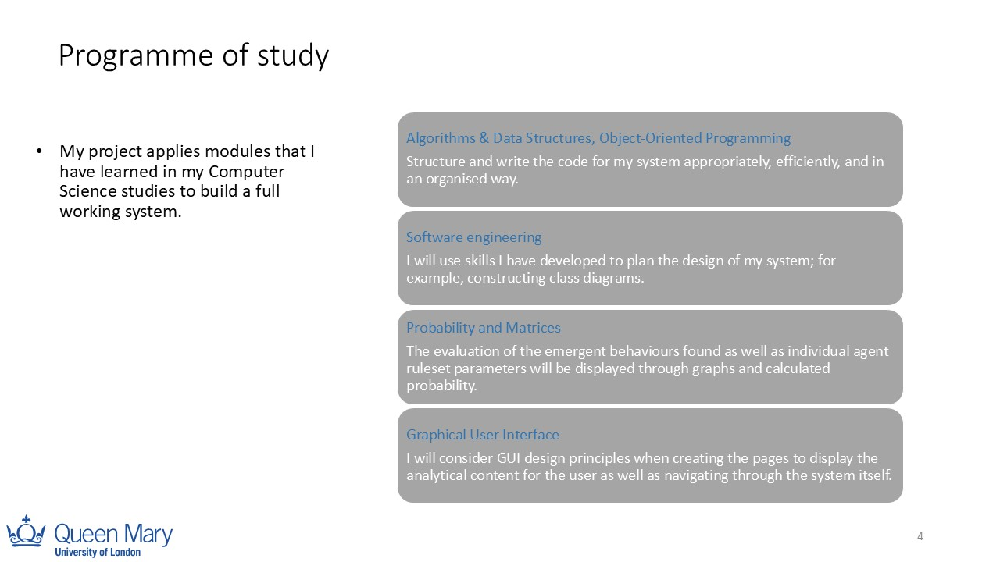 Programme of study
• My project applies modules that I
have learned in my Computer
Science studies to build a full
working system.
Algorithms & Data Structures, Object-Oriented Programming
Structure and write the code for my system appropriately, efficiently, and in
an organised way.
Software engineering
I will use skills I have developed to plan the design of my system; for
example, constructing class diagrams.
Probability and Matrices
The evaluation of the emergent behaviours found as well as individual agent
ruleset parameters will be displayed through graphs and calculated
probability.
Graphical User Interface
I will consider GUI design principles when creating the pages to display the
analytical content for the user as well as navigating through the system itself.
Queen Mary
University of London
4